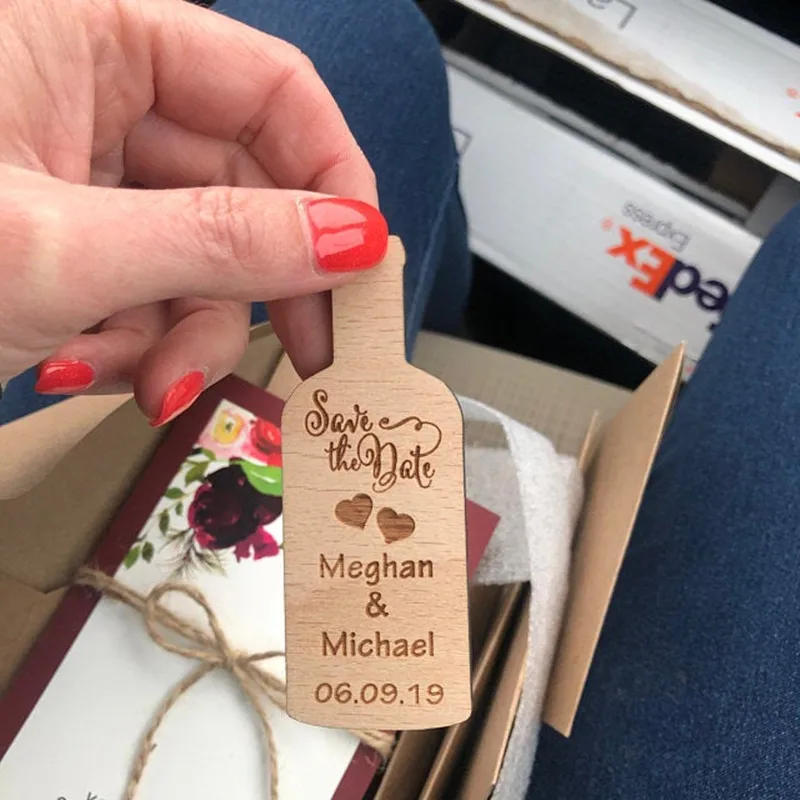 Save
the Date
Meghan
&
Michael
06.09.19
FedEx
Express